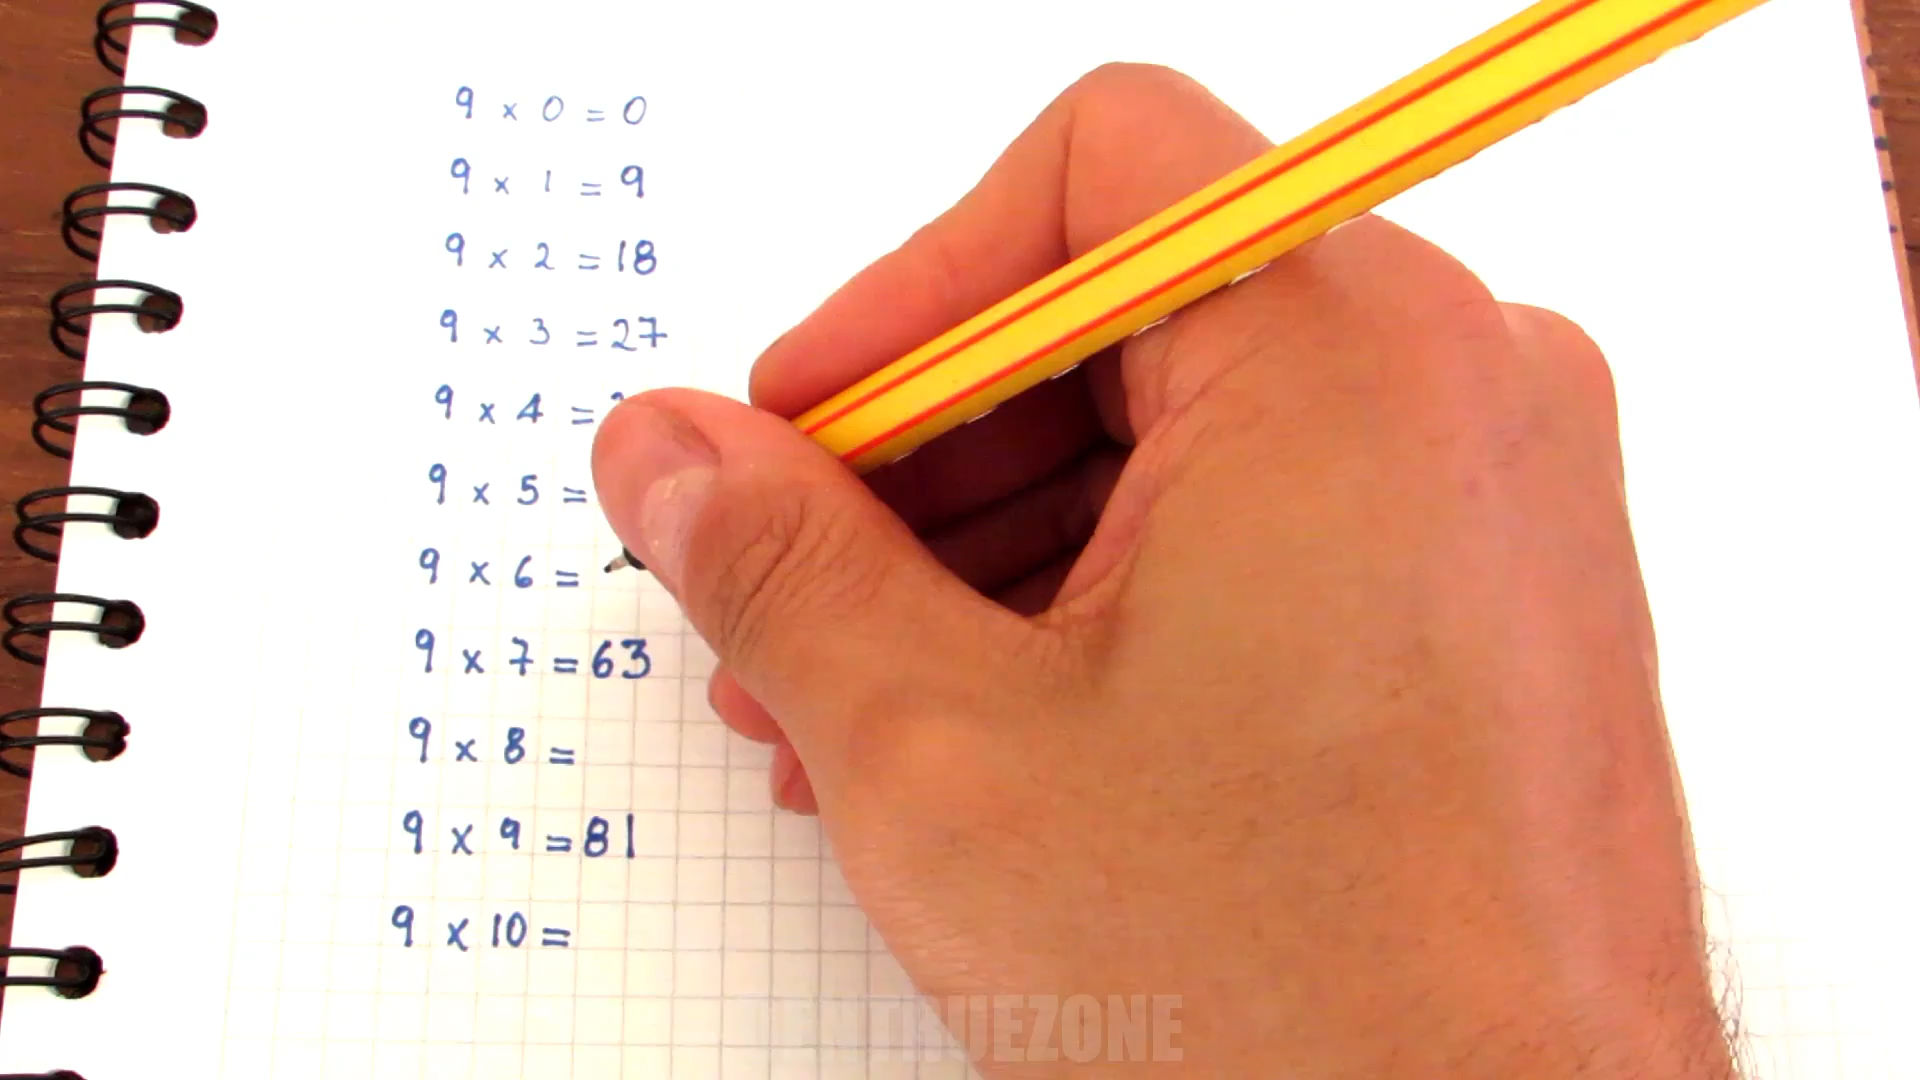 9 x 0 = 0
9 x 1 = 9
9 x 2 = 18
9 x 3 = 27
9 x 4 =
9 x 5 =
9 x 6 =
9 x 7 = 63
9 x 8 =
9 x 9 = 81
9 x 10 =